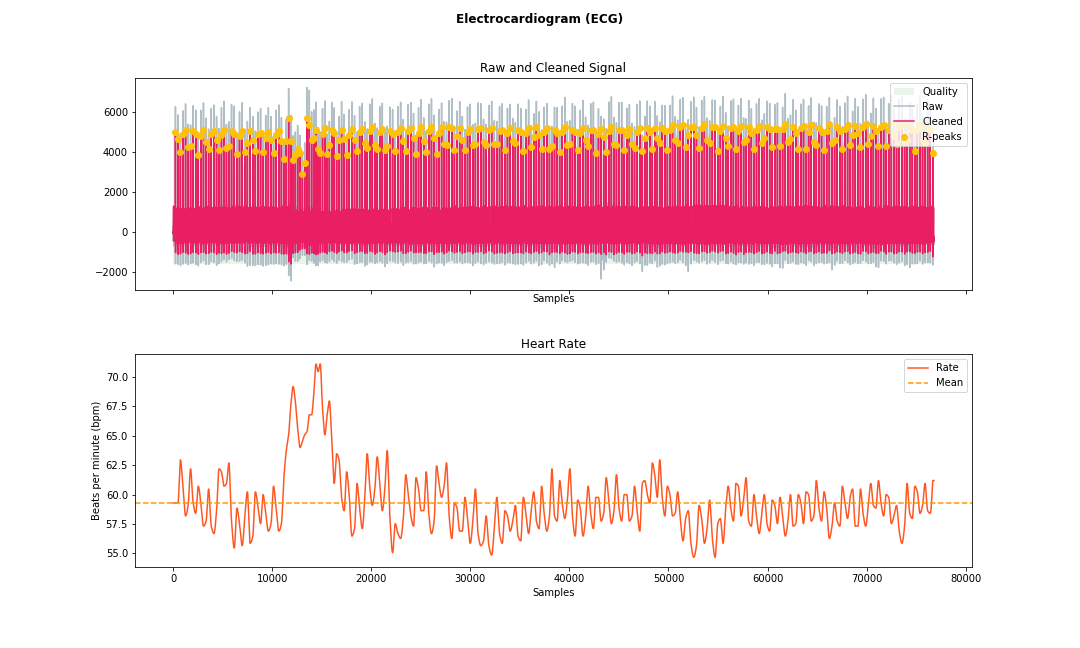 Electrocardiogram (ECG)
Raw and Cleaned Signal
Quality
Raw
Cleaned
R-peaks
6000
4000
2000
0
−2000
Samples
Heart Rate
Rate
Mean
Beats per minute (bpm)
70.0
67.5
65.0
62.5
60.0
57.5
55.0
0 10000 20000 30000 40000 50000 60000 70000 80000
Samples